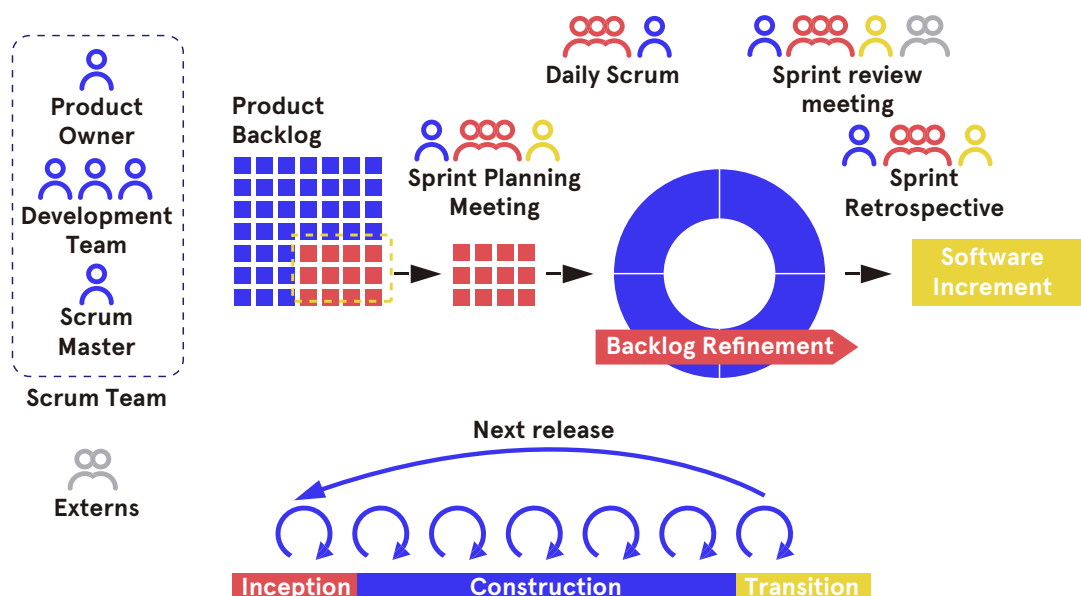 Product
Owner
Development
Team
Scrum
Master
Scrum Team
Externs
Product
Backlog
Sprint Planning
Meeting
Daily Scrum
Sprint review
meeting
Sprint
Retrospective
Software
Increment
Backlog Refinement
Next release
Inception
Construction
Transition